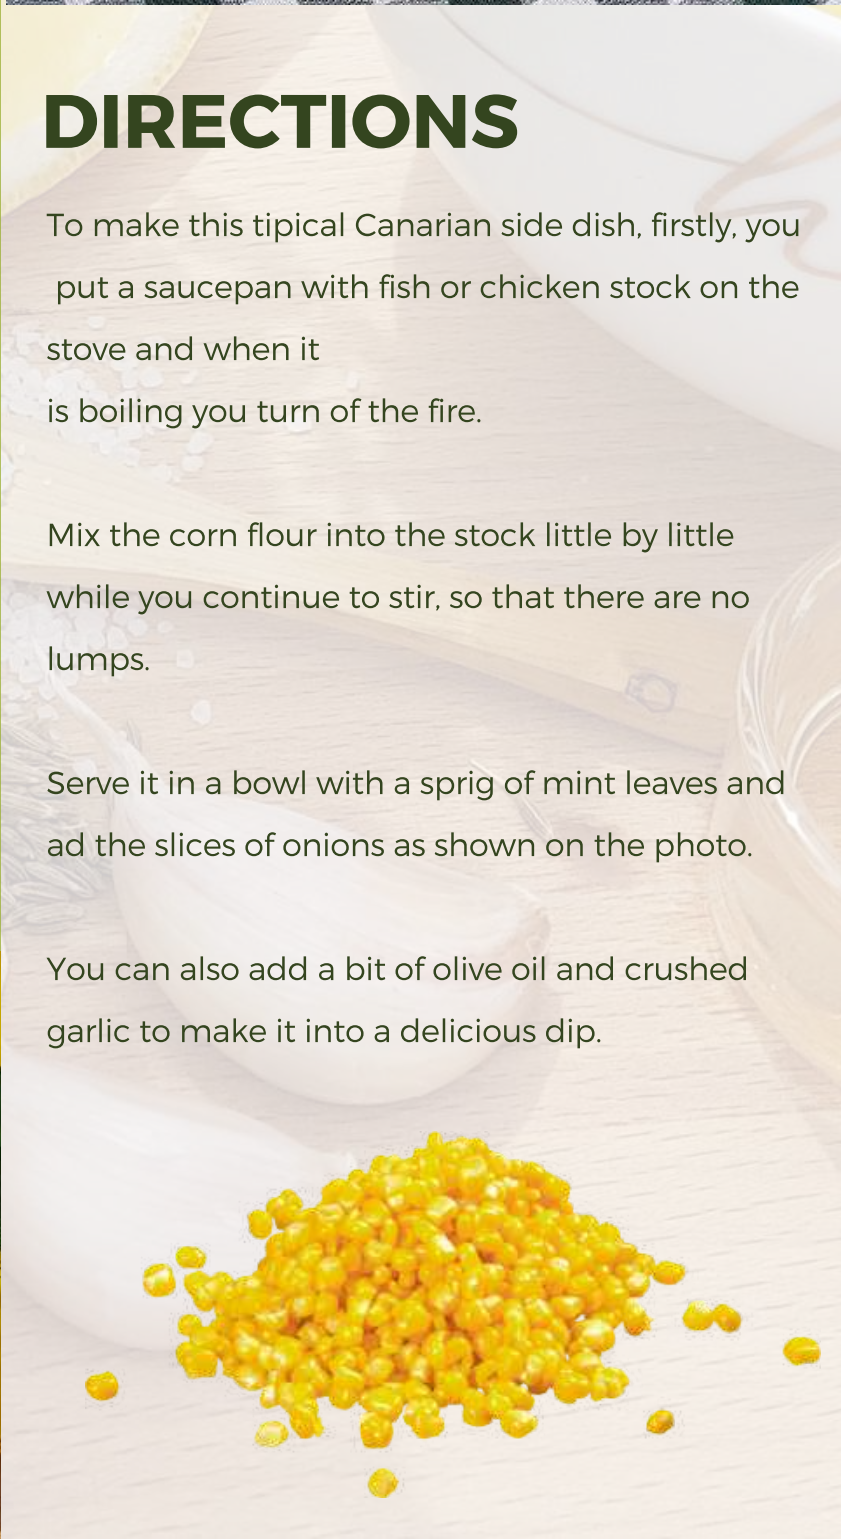 DIRECTIONS
To make this tipical Canarian side dish, firstly, you
put a saucepan with fish or chicken stock on the
stove and when it
is boiling you turn of the fire.
Mix the corn flour into the stock little by little
while you continue to stir, so that there are no
lumps.
Serve it in a bowl with a sprig of mint leaves and
ad the slices of onions as shown on the photo.
You can also add a bit of olive oil and crushed
garlic to make it into a delicious dip.